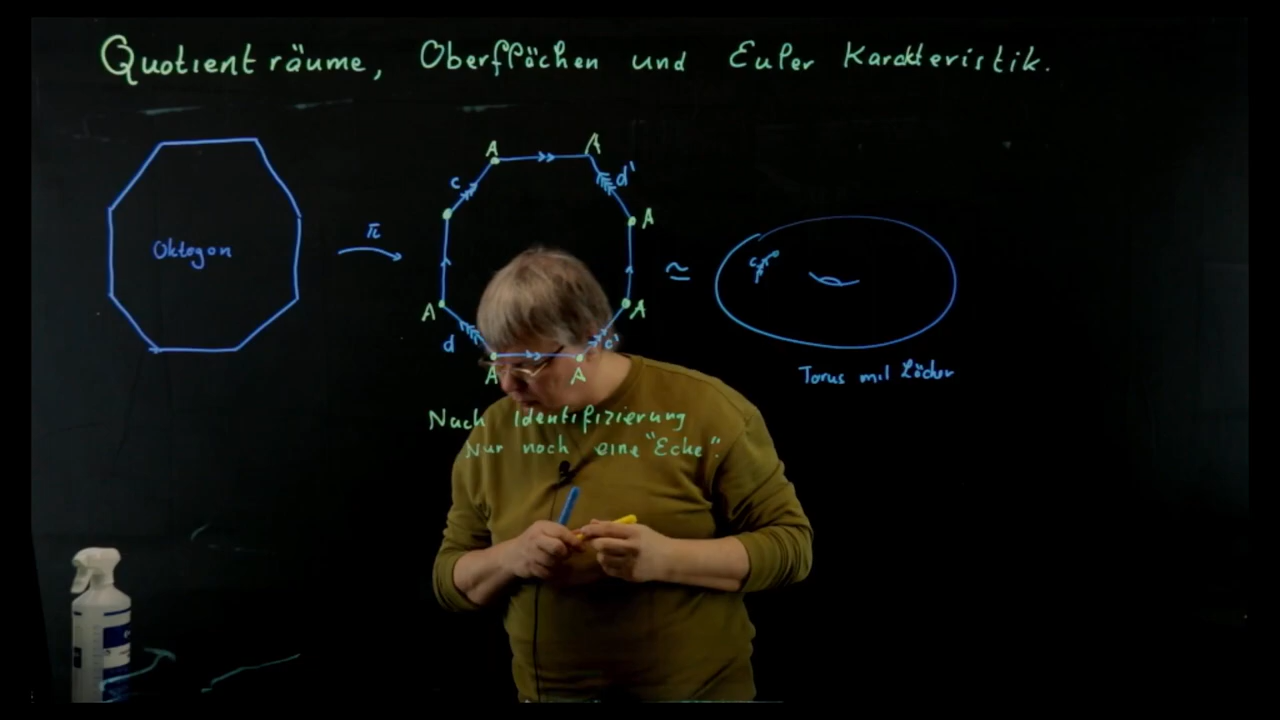 Quotienträume, Oberflächen und Euler Karakteristik.
A A
c d'
A
Oktogon π ≃ c
A A
d c'
A A
Torus mit Löcher
Nach Identifizierung
Nur noch eine "Ecke".